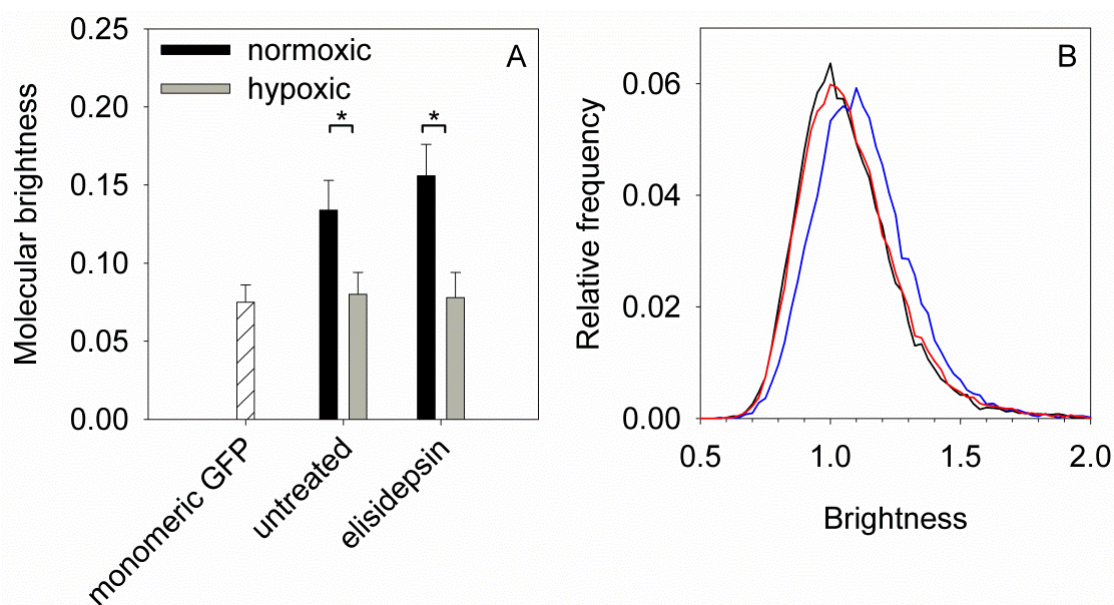 0.25
normoxic
A
hypoxic
*
*
0.20
0.15
0.10
0.05
0.00
Molecular brightness
monomeric GFP
untreated
elisidepsin
B
0.06
0.04
0.02
0.00
Relative frequency
0.5 1.0 1.5 2.0
Brightness